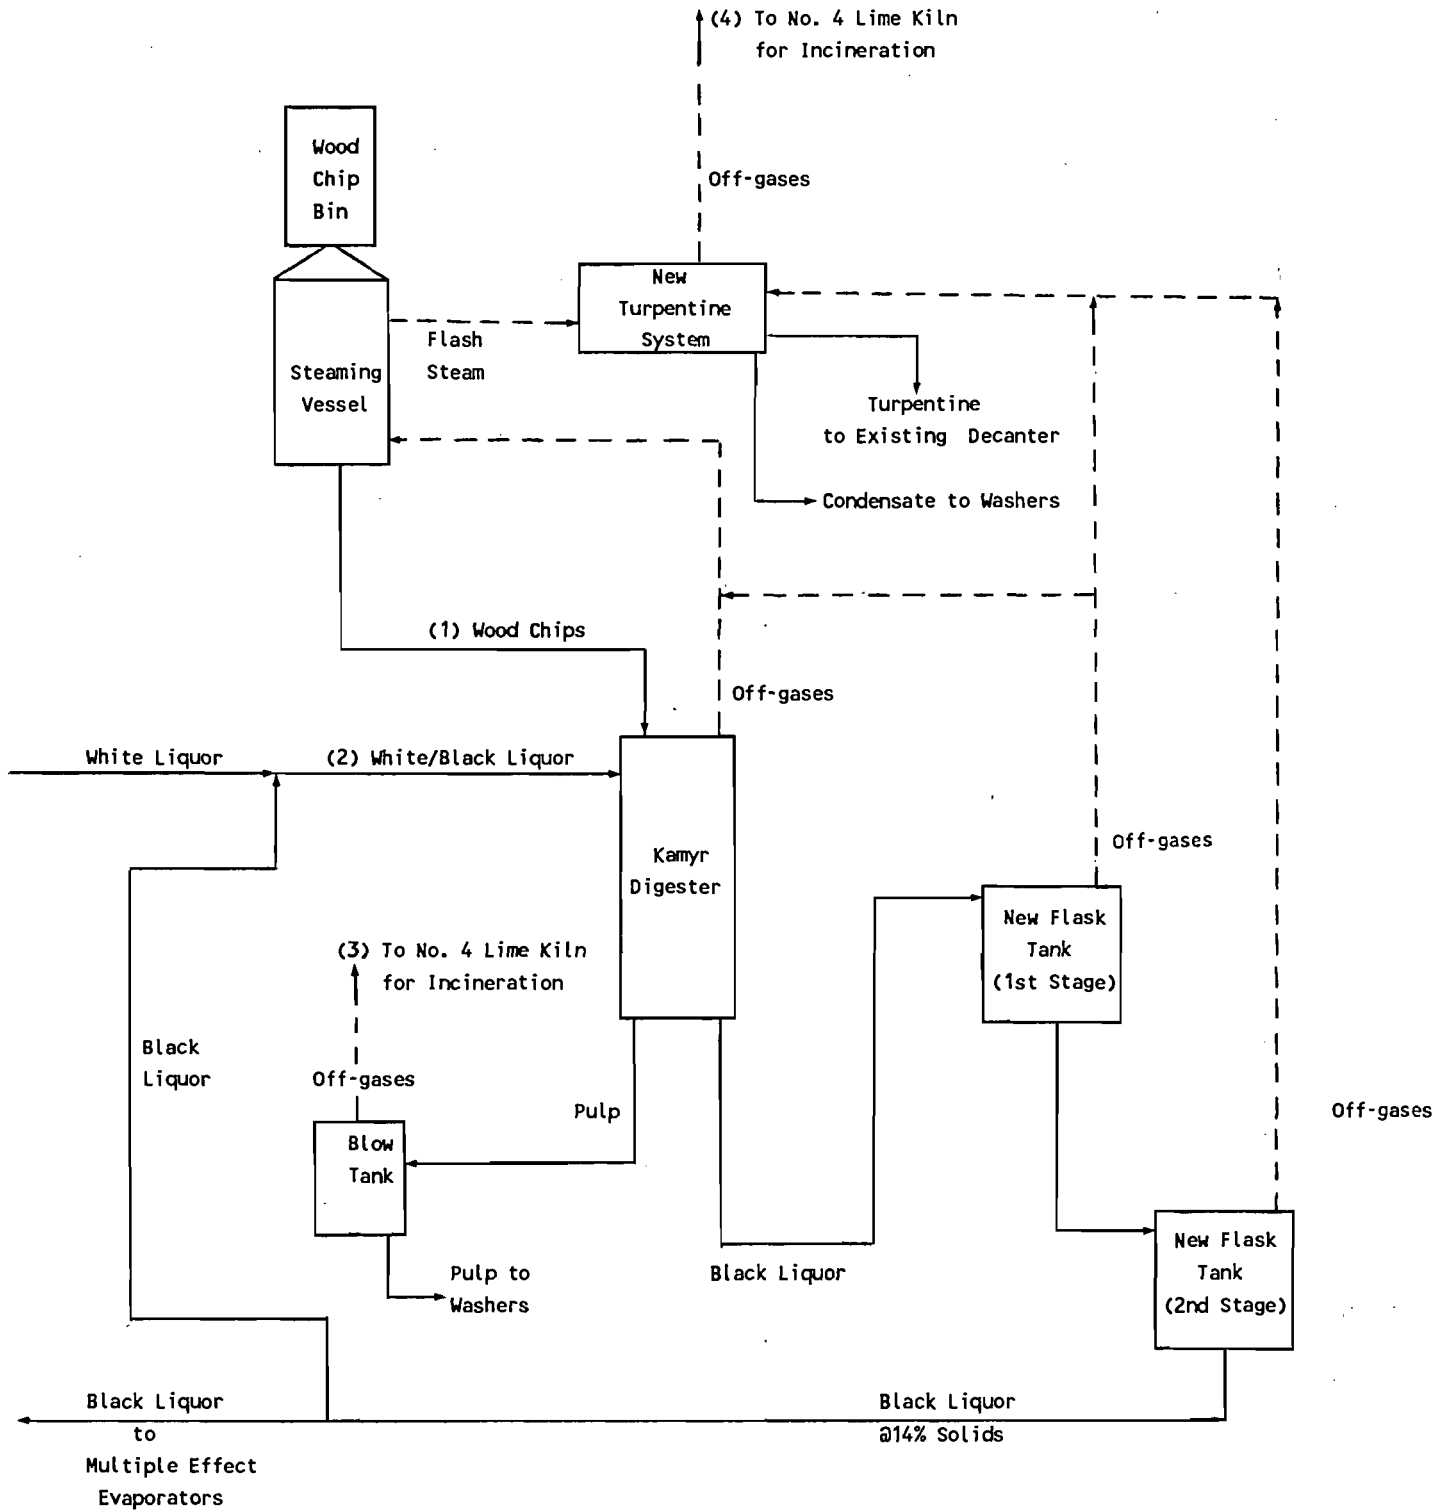 (4) To No. 4 Lime Kiln
for Incineration
Wood
Chip
Bin
Off-gases
New
Turpentine
System
Flash
Steam
Steaming
Vessel
Turpentine
to Existing Decanter
Condensate to Washers
(1) Wood Chips
Off-gases
White Liquor
(2) White/Black Liquor
Kamyr
Digester
Off-gases
New Flask
Tank
(1st Stage)
(3) To No. 4 Lime Kiln
for Incineration
Black
Liquor
Off-gases
Pulp
Off-gases
Blow
Tank
New Flask
Tank
(2nd Stage)
Pulp to
Washers
Black Liquor
Black Liquor
to
Multiple Effect
Evaporators
Black Liquor
@14% Solids